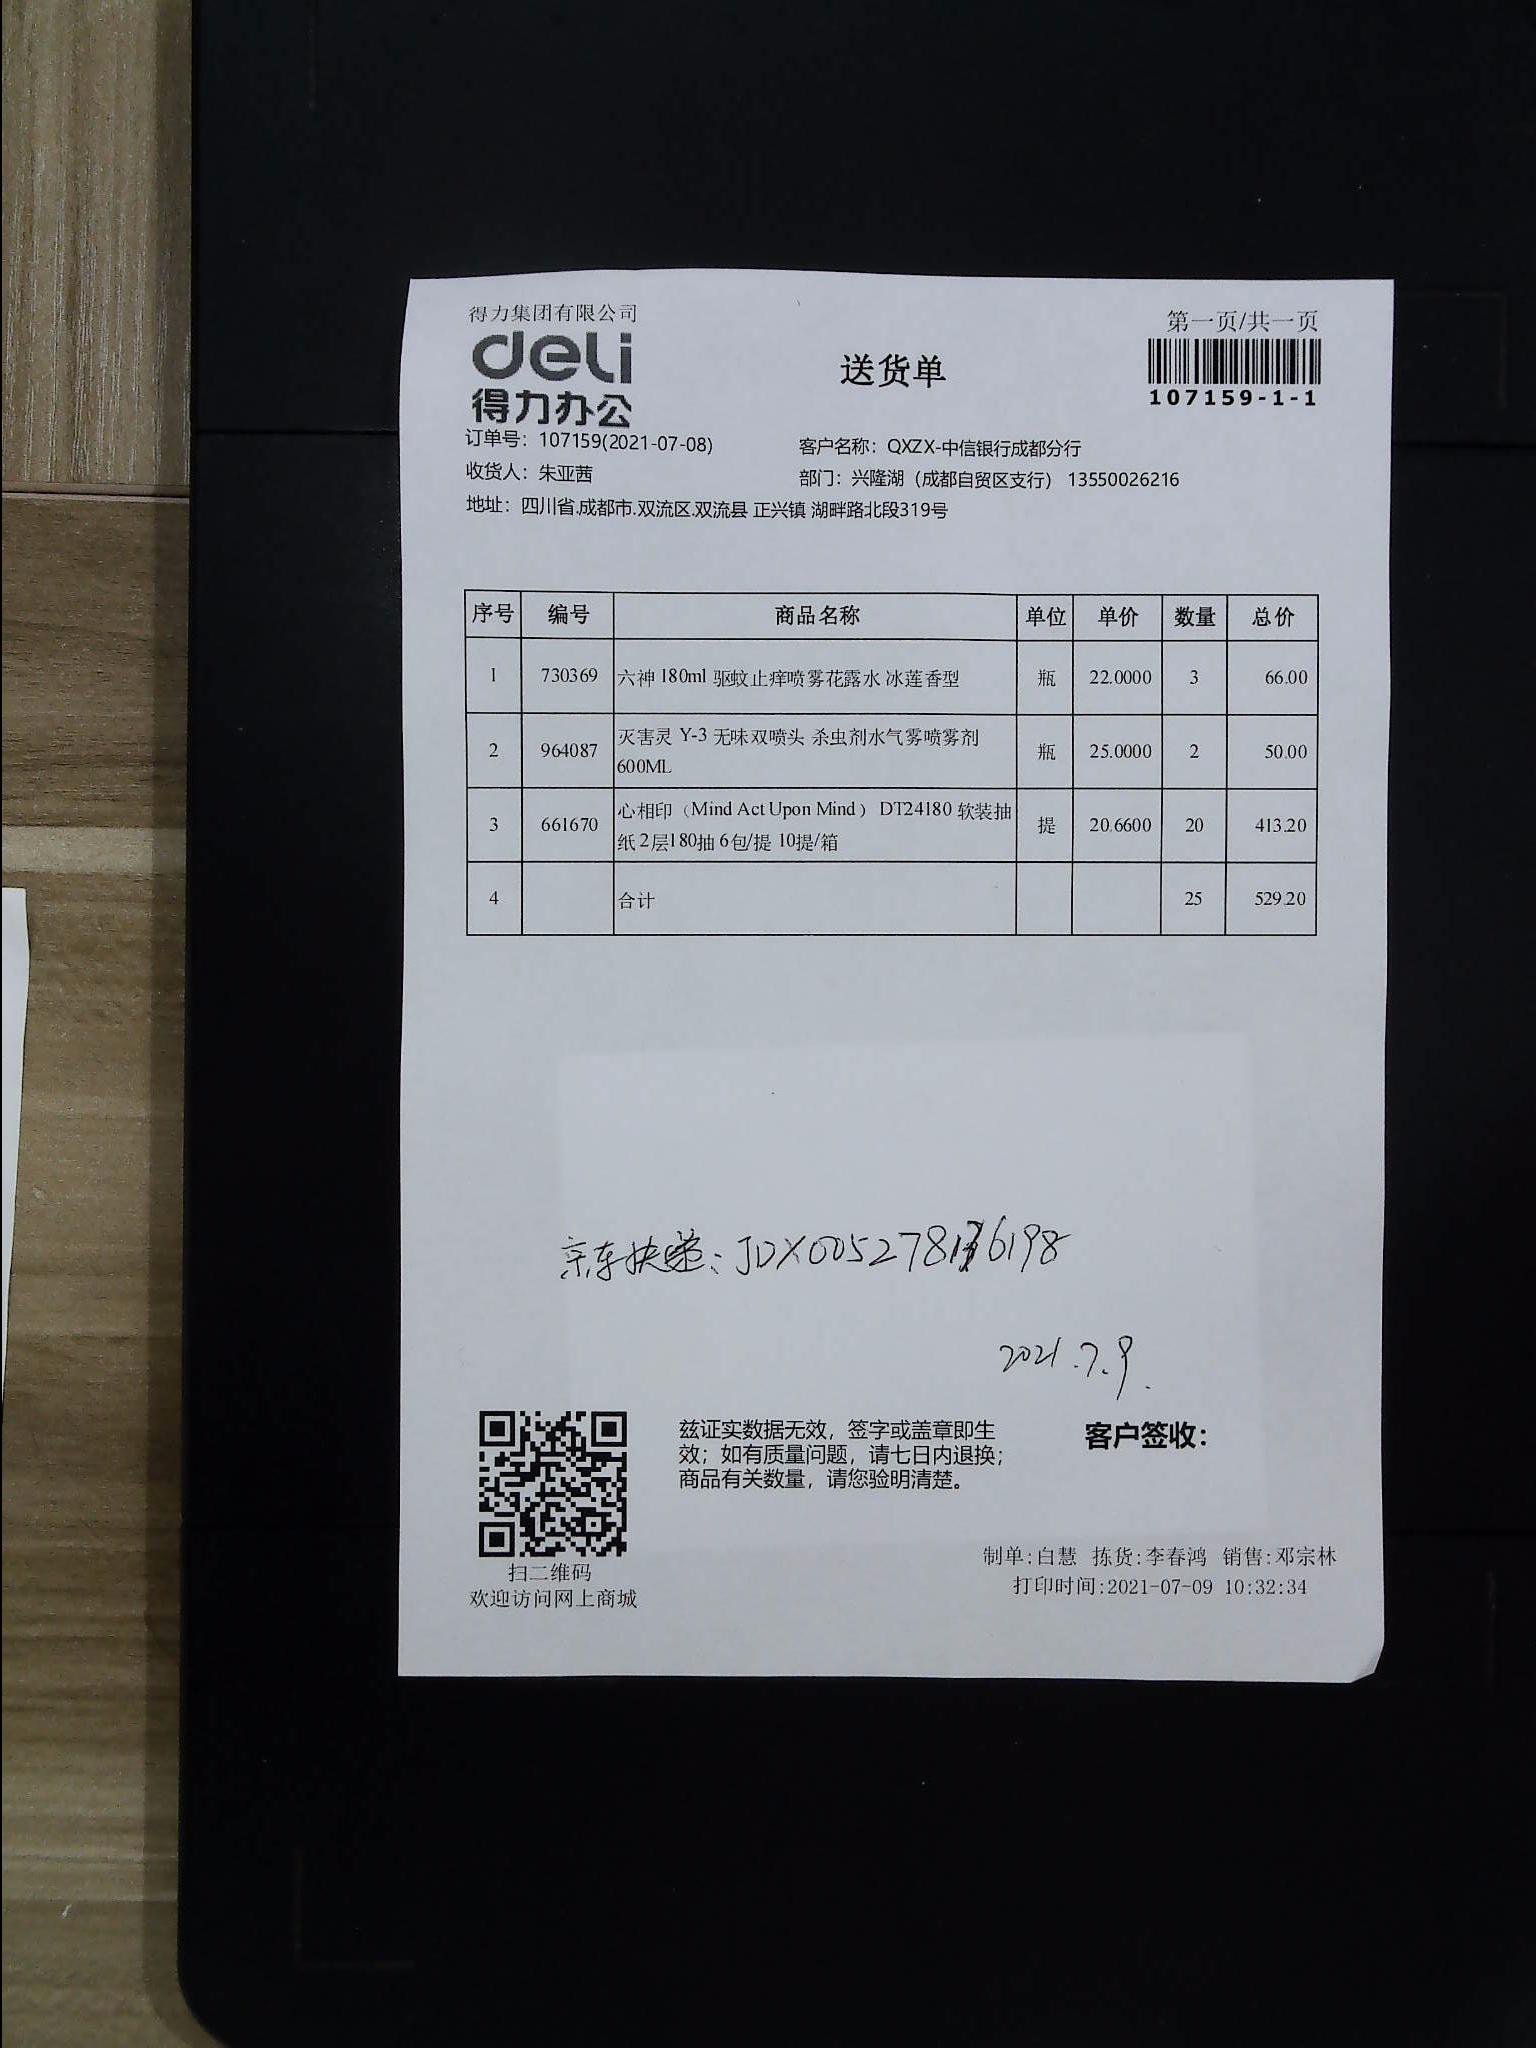 得力集团有限公司
deli
得力办公
送货单
第一页/共一页
107159-1-1
订单号：107159(2021-07-08)
客户名称：QXZX-中信银行成都分行
收货人：朱亚茜
部门：兴隆湖（成都自贸区支行） 13550026216
地址：四川省.成都市.双流区.双流县 正兴镇 湖畔路北段319号
序号 编号 商品名称 单位 单价 数量 总价
1 730369 六神 180ml 驱蚊止痒喷雾花露水 冰莲香型 瓶 22.0000 3 66.00
2 964087 灭害灵 Y-3 无味双喷头 杀虫剂水气雾喷雾剂
600ML 瓶 25.0000 2 50.00
3 661670 心相印（Mind Act Upon Mind） DT24180 软装抽
纸 2层180抽 6包/提 10提/箱 提 20.6600 20 413.20
4 合计 25 529.20
京东快递：
2021.7.9.
兹证实数据无效，签字或盖章即生
效；如有质量问题，请七日内退换；
商品有关数量，请您验明清楚。
客户签收：
扫二维码
欢迎访问网上商城
制单:白慧 拣货:李春鸿 销售:邓宗林
打印时间:2021-07-09 10:32:34